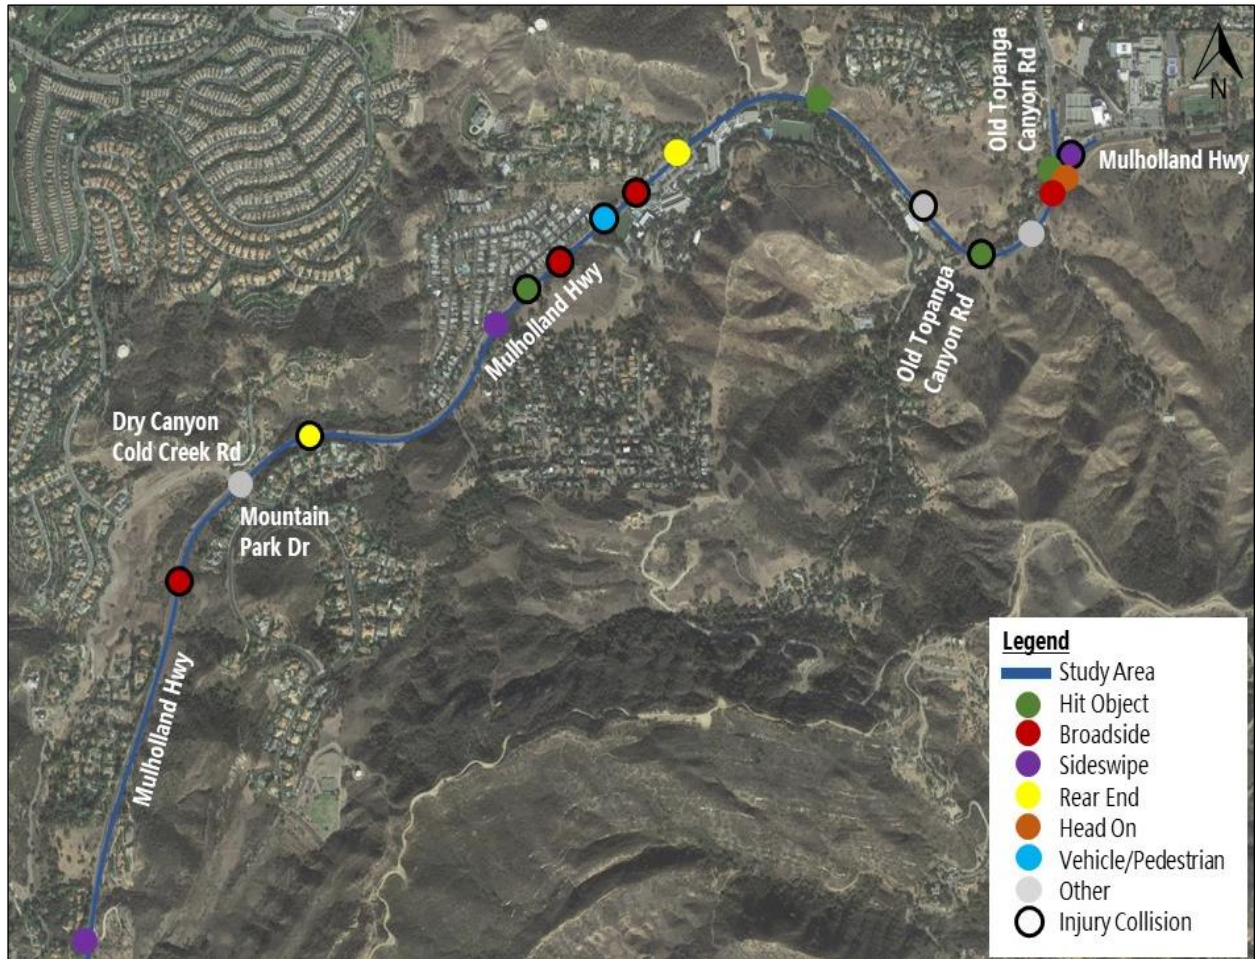 Old Topanga
Canyon Rd
N
Mulholland Hwy
Mulholland Hwy
Old Topanga
Canyon Rd
Dry Canyon
Cold Creek Rd
Mountain
Park Dr
Mulholland Hwy
Legend
Study Area
Hit Object
Broadside
Sideswipe
Rear End
Head On
Vehicle/Pedestrian
Other
Injury Collision